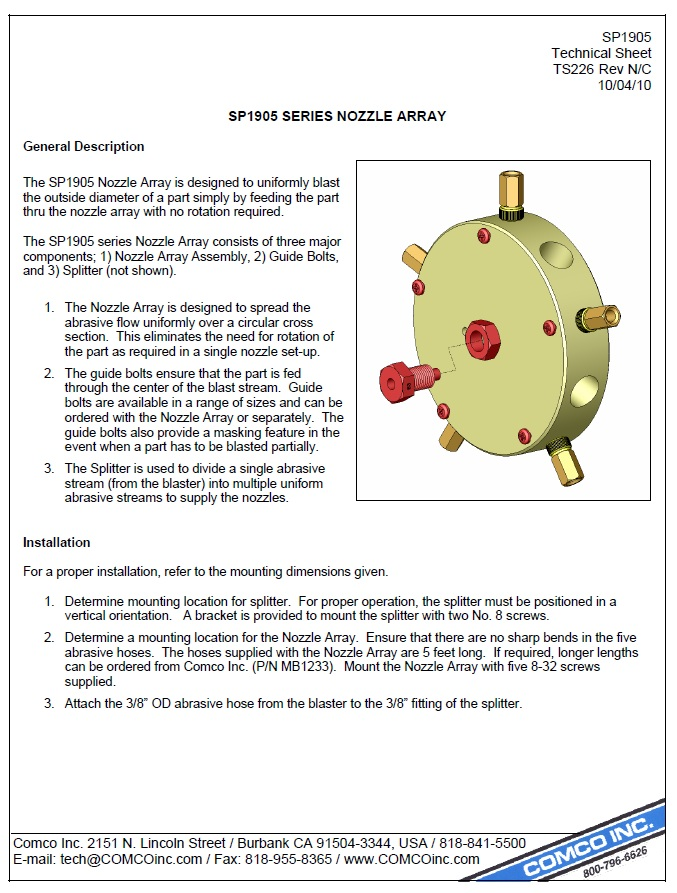 SP1905
Technical Sheet
TS226 Rev N/C
10/04/10
SP1905 SERIES NOZZLE ARRAY
General Description
The SP1905 Nozzle Array is designed to uniformly blast
the outside diameter of a part simply by feeding the part
thru the nozzle array with no rotation required.
The SP1905 series Nozzle Array consists of three major
components; 1) Nozzle Array Assembly, 2) Guide Bolts,
and 3) Splitter (not shown).
1. The Nozzle Array is designed to spread the
abrasive flow uniformly over a circular cross
section. This eliminates the need for rotation of
the part as required in a single nozzle set-up.
2. The guide bolts ensure that the part is fed
through the center of the blast stream. Guide
bolts are available in a range of sizes and can be
ordered with the Nozzle Array or separately. The
guide bolts also provide a masking feature in the
event when a part has to be blasted partially.
3. The Splitter is used to divide a single abrasive
stream (from the blaster) into multiple uniform
abrasive streams to supply the nozzles.
Installation
For a proper installation, refer to the mounting dimensions given.
1. Determine mounting location for splitter. For proper operation, the splitter must be positioned in a
vertical orientation. A bracket is provided to mount the splitter with two No. 8 screws.
2. Determine a mounting location for the Nozzle Array. Ensure that there are no sharp bends in the five
abrasive hoses. The hoses supplied with the Nozzle Array are 5 feet long. If required, longer lengths
can be ordered from Comco Inc. (P/N MB1233). Mount the Nozzle Array with five 8-32 screws
supplied.
3. Attach the 3/8” OD abrasive hose from the blaster to the 3/8” fitting of the splitter.
Comco Inc. 2151 N. Lincoln Street / Burbank CA 91504-3344, USA / 818-841-5500
E-mail: tech@COMCOinc.com / Fax: 818-955-8365 / www.COMCOinc.com
COMCO INC.
800-796-6626